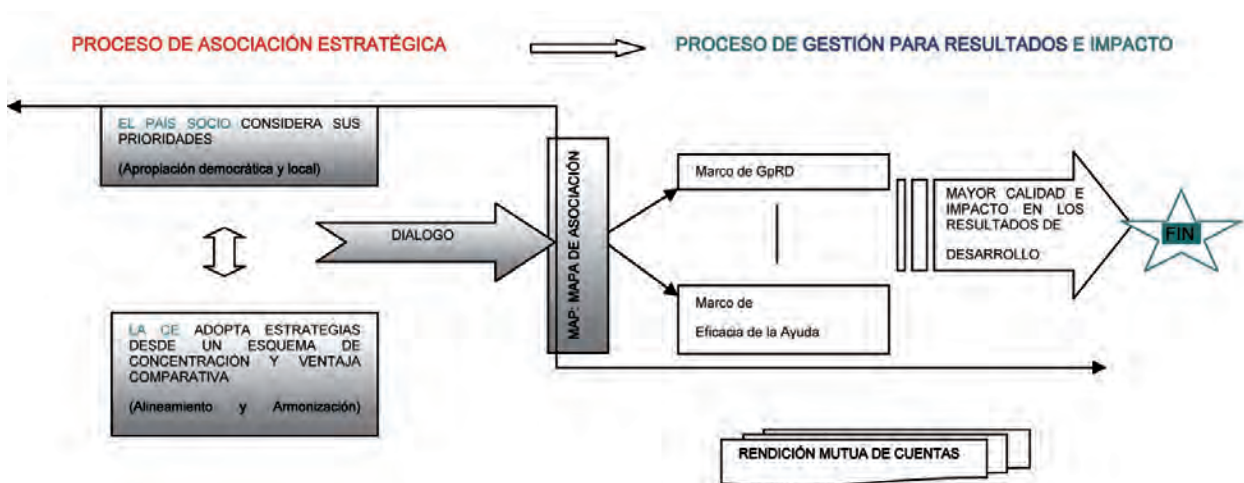 PROCESO DE ASOCIACIÓN ESTRATÉGICA
PROCESO DE GESTIÓN PARA RESULTADOS E IMPACTO
EL PAÍS SOCIO CONSIDERA SUS
PRIORIDADES
(Apropiación democrática y local)
DIALOGO
LA CE ADOPTA ESTRATEGIAS
DESDE UN ESQUEMA DE
CONCENTRACIÓN Y VENTAJA
COMPARATIVA
(Alineamiento y Armonización)
MAP: MAPA DE ASOCIACIÓN
Marco de GpRD
Marco de
Eficacia de la Ayuda
MAYOR CALIDAD E
IMPACTO EN LOS
RESULTADOS DE
DESARROLLO
FIN
RENDICIÓN MUTUA DE CUENTAS